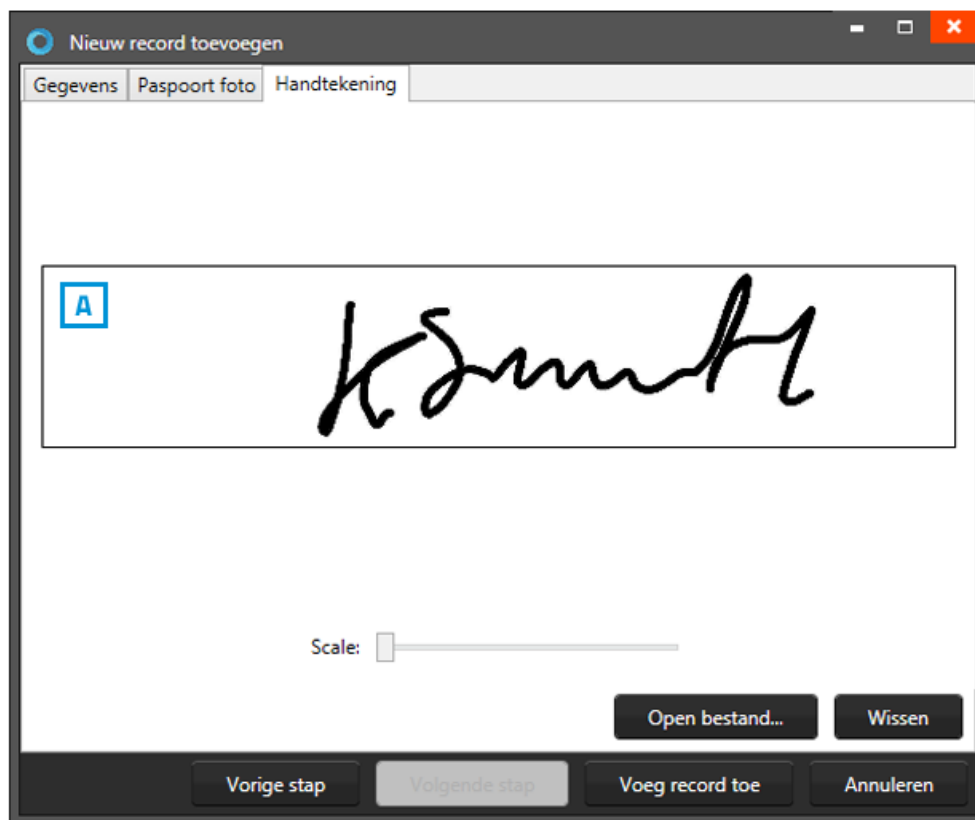 Nieuw record toevoegen
Gegevens Paspoort foto Handtekening
A
K Smith
Scale:
Open bestand... Wissen
Vorige stap Volgende stap Voeg record toe Annuleren